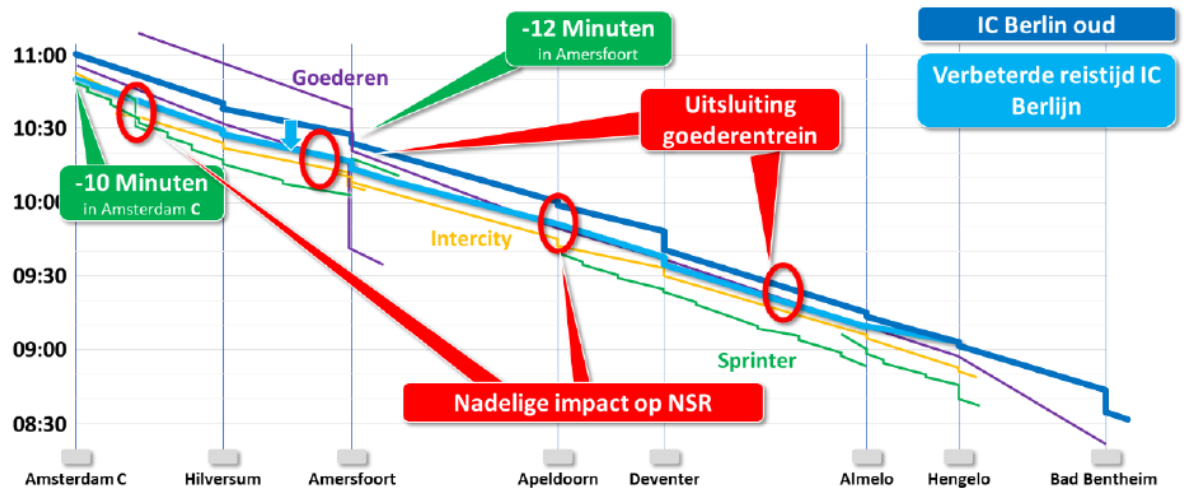 -12 Minuten
in Amersfoort
IC Berlin oud
Verbeterde reistijd IC
Berlijn
11:00
Goederen
Uitsluiting
goederentrein
10:30
-10 Minuten
in Amsterdam C
10:00
Intercity
09:30
09:00
Sprinter
Nadelige impact op NSR
08:30
Amsterdam C
Hilversum
Amersfoort
Apeldoorn
Deventer
Almelo
Hengelo
Bad Bentheim